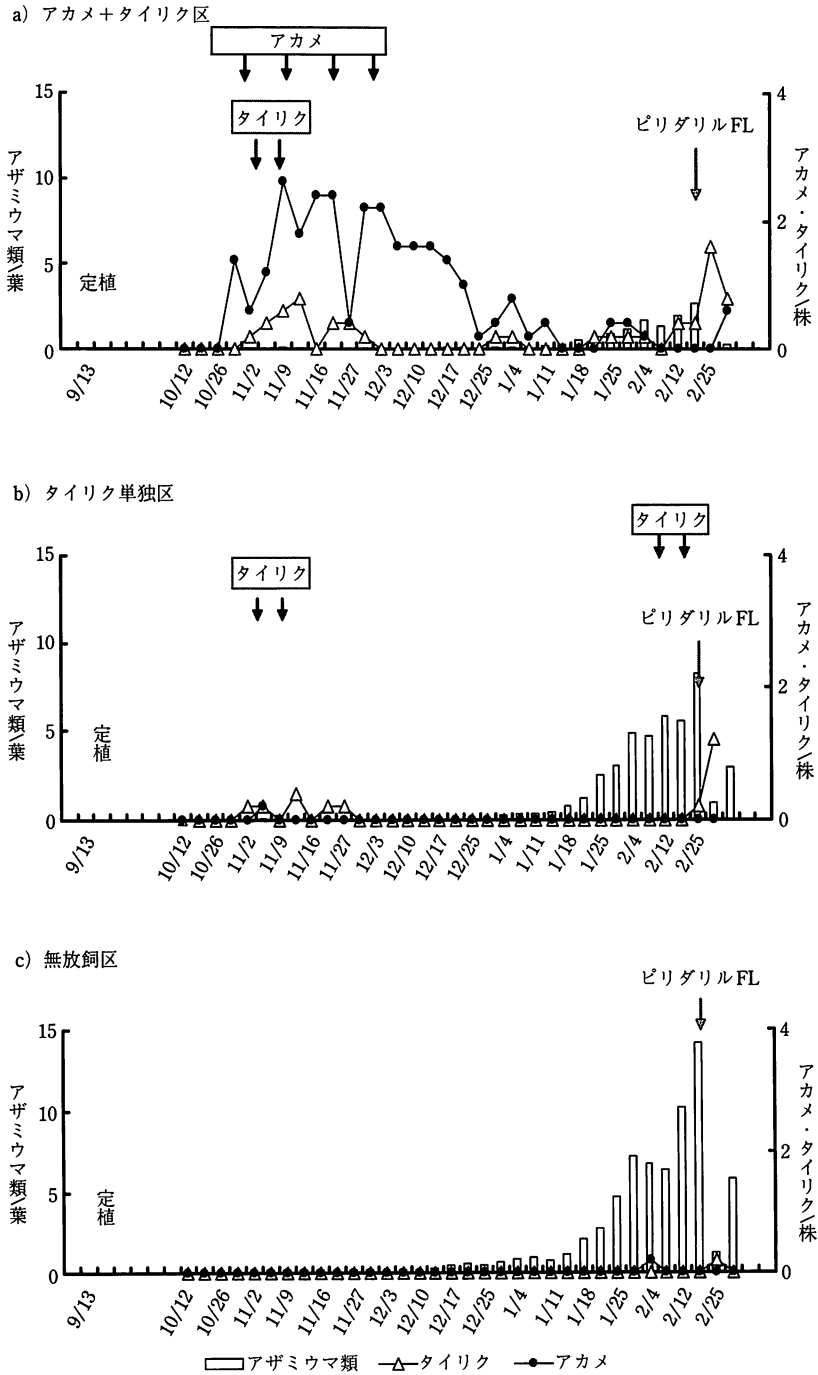 a）アカメ＋タイリク区
アカメ
タイリク
ピリダリルFL
15
10
5
0
アザミウマ類/葉
定植
4
2
0
アカメ・タイリク/株
9/13 10/12 10/26 11/2 11/9 11/16 11/27 12/3 12/10 12/17 12/25 1/4 1/11 1/18 1/25 2/4 2/12 2/25
b）タイリク単独区
タイリク
タイリク
ピリダリルFL
15
10
5
0
アザミウマ類/葉
定植
4
2
0
アカメ・タイリク/株
9/13 10/12 10/26 11/2 11/9 11/16 11/27 12/3 12/10 12/17 12/25 1/4 1/11 1/18 1/25 2/4 2/12 2/25
c）無放飼区
ピリダリルFL
15
10
5
0
アザミウマ類/葉
定植
4
2
0
アカメ・タイリク/株
9/13 10/12 10/26 11/2 11/9 11/16 11/27 12/3 12/10 12/17 12/25 1/4 1/11 1/18 1/25 2/4 2/12 2/25
アザミウマ類 タイリク アカメ